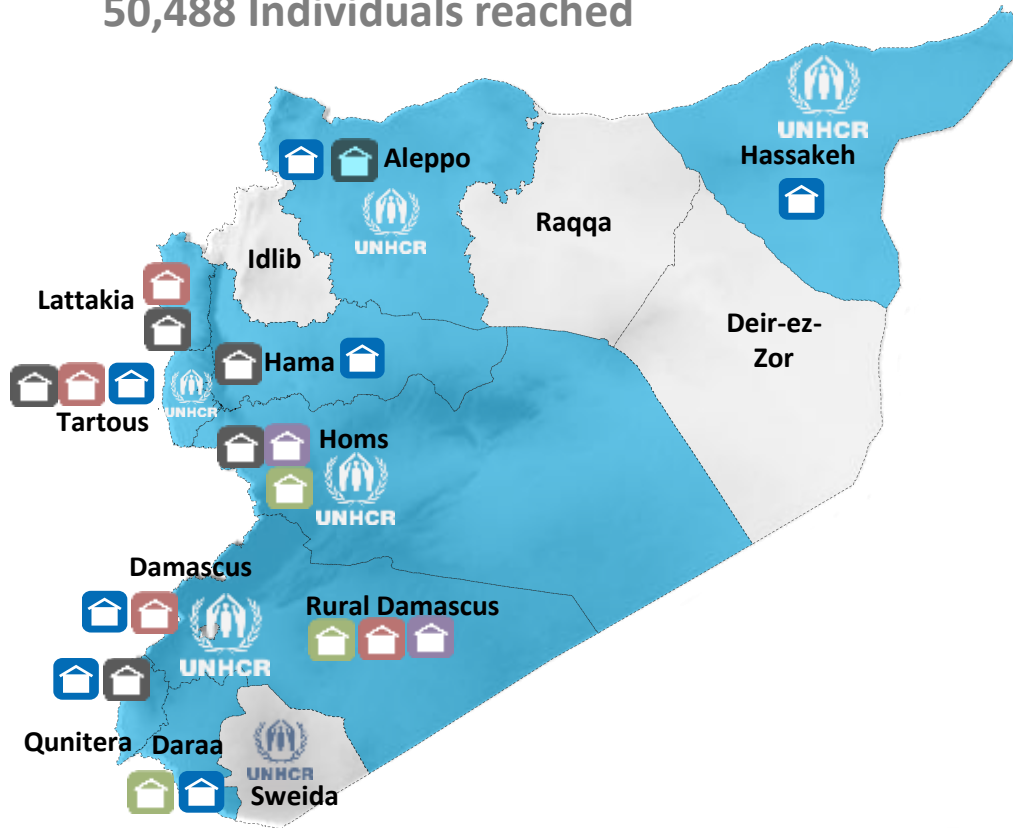 50,488 Individuals reached
UNHCR
Hassakeh
Aleppo
UNHCR
Raqqa
Idlib
Lattakia
Deir-ez-
Zor
Hama
UNHCR
Tartous
Homs
UNHCR
Damascus
Rural Damascus
UNHCR
Qunitera
Daraa
UNHCR
Sweida